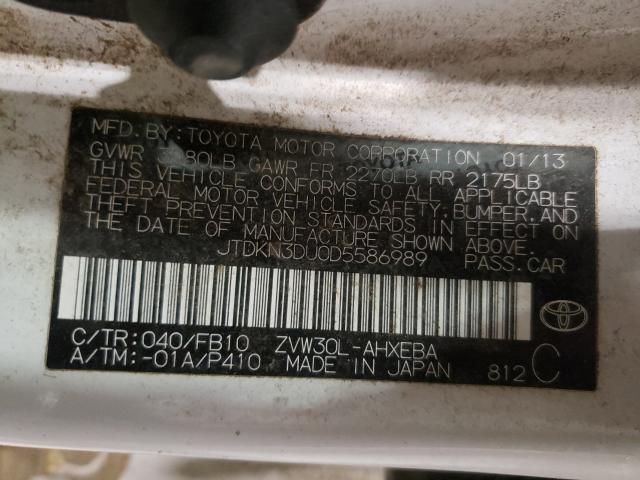 MFD. BY: TOYOTA MOTOR CORPORATION 01/13
GVWR GAWR FR RR 2175LB
THIS VEHICLE CONFORMS TO ALL APPLICABLE
FEDERAL MOTOR VEHICLE SAFETY, BUMPER, AND
THEFT PREVENTION STANDARDS IN EFFECT ON
THE DATE OF MANUFACTURE SHOWN ABOVE.
JTDKN3DU0D5586989 PASS. CAR
C/TR: 040/FB10 ZVW30L-AHXEBA
A/TM: -01A/P410 MADE IN JAPAN 812 C